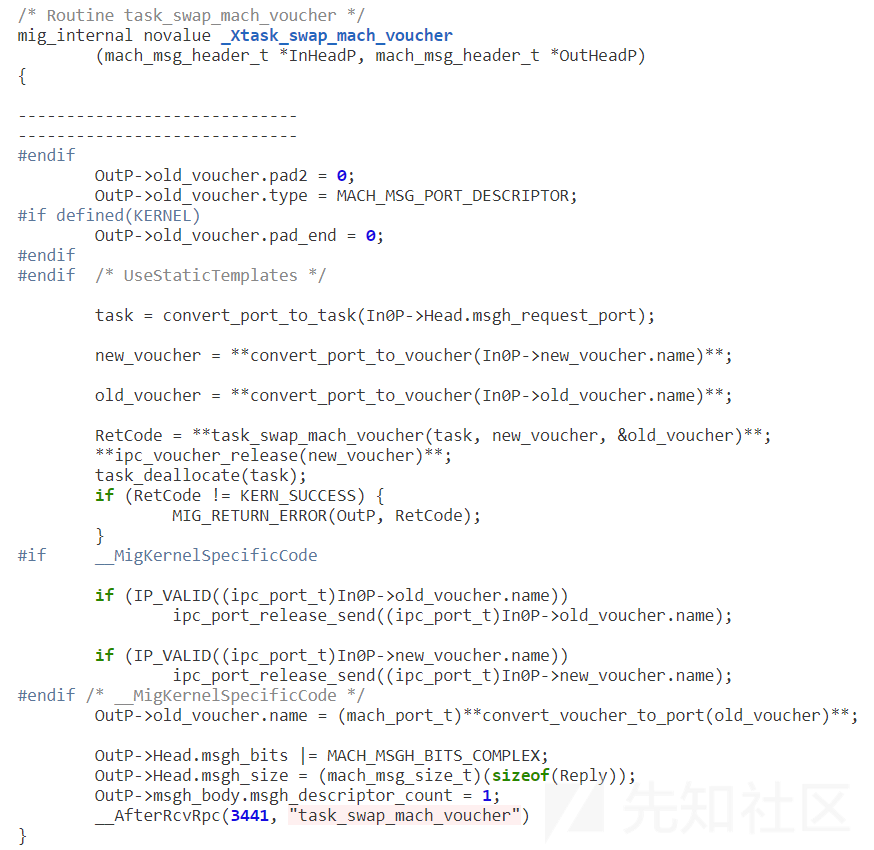 /* Routine task_swap_mach_voucher */
mig_internal novalue _Xtask_swap_mach_voucher
        (mach_msg_header_t *InHeadP, mach_msg_header_t *OutHeadP)
{

-----------------------------
-----------------------------
#endif
        OutP->old_voucher.pad2 = 0;
        OutP->old_voucher.type = MACH_MSG_PORT_DESCRIPTOR;
#if defined(KERNEL)
        OutP->old_voucher.pad_end = 0;
#endif
#endif  /* UseStaticTemplates */

        task = convert_port_to_task(In0P->Head.msgh_request_port);

        new_voucher = **convert_port_to_voucher(In0P->new_voucher.name)**;

        old_voucher = **convert_port_to_voucher(In0P->old_voucher.name)**;

        RetCode = **task_swap_mach_voucher(task, new_voucher, &old_voucher)**;
        **ipc_voucher_release(new_voucher)**;
        task_deallocate(task);
        if (RetCode != KERN_SUCCESS) {
                MIG_RETURN_ERROR(OutP, RetCode);
        }
#if     __MigKernelSpecificCode

        if (IP_VALID((ipc_port_t)In0P->old_voucher.name))
                ipc_port_release_send((ipc_port_t)In0P->old_voucher.name);

        if (IP_VALID((ipc_port_t)In0P->new_voucher.name))
                ipc_port_release_send((ipc_port_t)In0P->new_voucher.name);
#endif /* __MigKernelSpecificCode */
        OutP->old_voucher.name = (mach_port_t)**convert_voucher_to_port(old_voucher)**;

        OutP->Head.msgh_bits |= MACH_MSGH_BITS_COMPLEX;
        OutP->Head.msgh_size = (mach_msg_size_t)(sizeof(Reply));
        OutP->msgh_body.msgh_descriptor_count = 1;
        __AfterRcvRpc(3441, "task_swap_mach_voucher")
}
先知社区